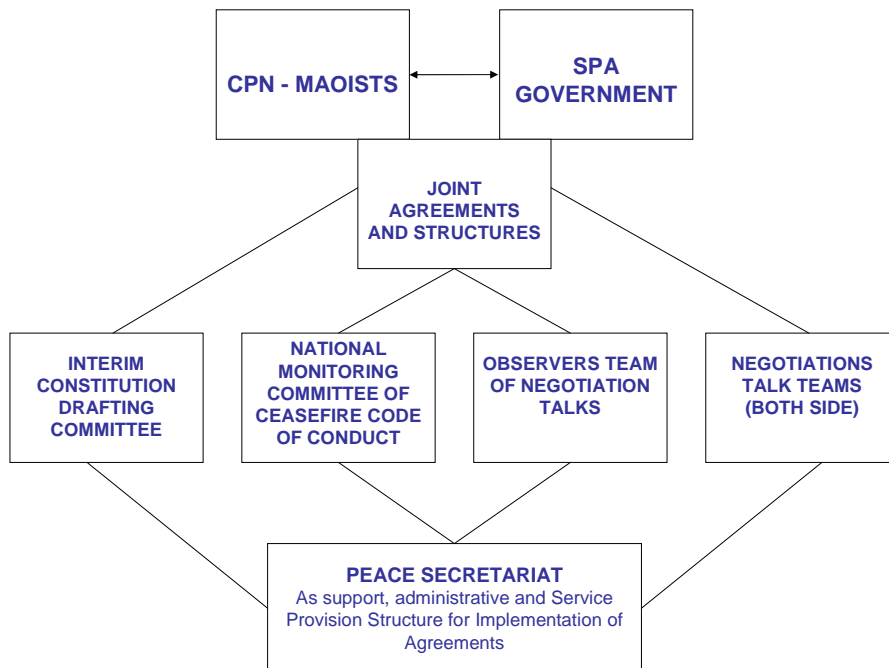 CPN - MAOISTS
SPA
GOVERNMENT
JOINT
AGREEMENTS
AND STRUCTURES
INTERIM
CONSTITUTION
DRAFTING
COMMITTEE
NATIONAL
MONITORING
COMMITTEE OF
CEASEFIRE CODE
OF CONDUCT
OBSERVERS TEAM
OF NEGOTIATION
TALKS
NEGOTIATIONS
TALK TEAMS
(BOTH SIDE)
PEACE SECRETARIAT
As support, administrative and Service
Provision Structure for Implementation of
Agreements